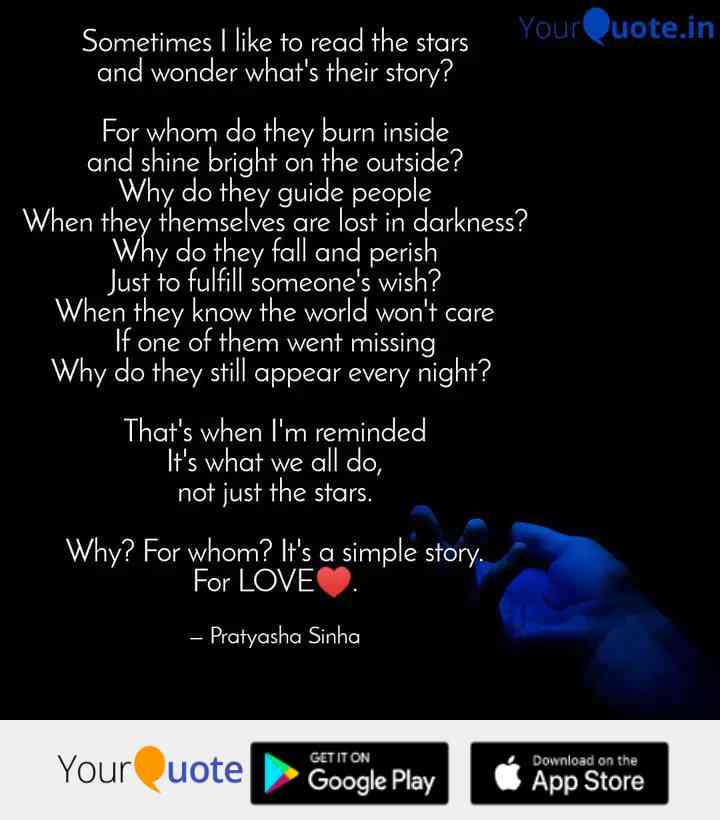 YourQuote.in
Sometimes I like to read the stars
and wonder what's their story?
For whom do they burn inside
and shine bright on the outside?
Why do they guide people
When they themselves are lost in darkness?
Why do they fall and perish
Just to fulfill someone's wish?
When they know the world won't care
If one of them went missing
Why do they still appear every night?
That's when I'm reminded
It's what we all do,
not just the stars.
Why? For whom? It's a simple story.
For LOVE♥️.
– Pratyasha Sinha
YourQuote
GET IT ON
Google Play
Download on the
App Store